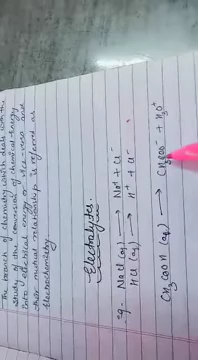 The branch of chemistry which deals with the
study of the conversion of chemical energy
into electrical energy or vice-versa and
their mutual relationship is referred as
electrochemistry
Electrolytes.
eg- NaCl (aq) → Na⁺ + Cl⁻
HCl (aq) → H⁺ + Cl⁻
CH₃COOH (aq) → CH₃COO⁻ + H₃O⁺